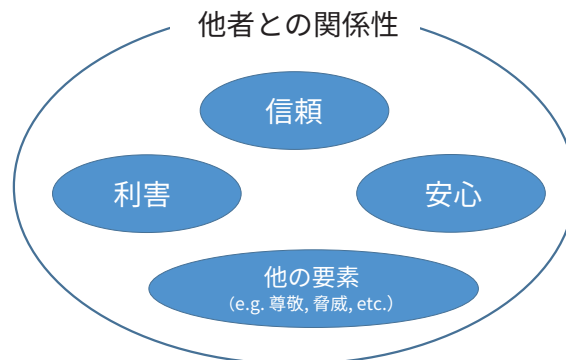 他者との関係性
信頼
利害
安心
他の要素
（e.g. 尊敬, 脅威, etc.）